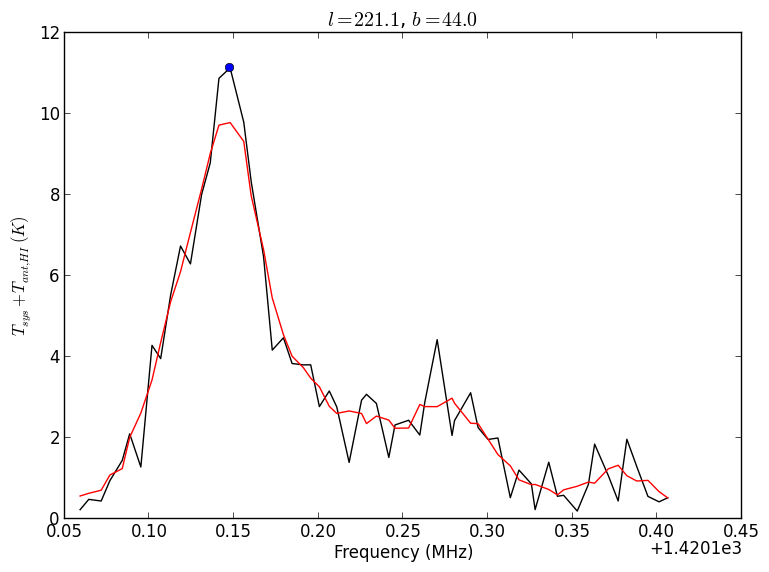 l = 221.1, b = 44.0
12
10
8
6
4
2
0
T_sys + T_ant,HI (K)
0.05 0.10 0.15 0.20 0.25 0.30 0.35 0.40 0.45
Frequency (MHz)
+1.4201e3